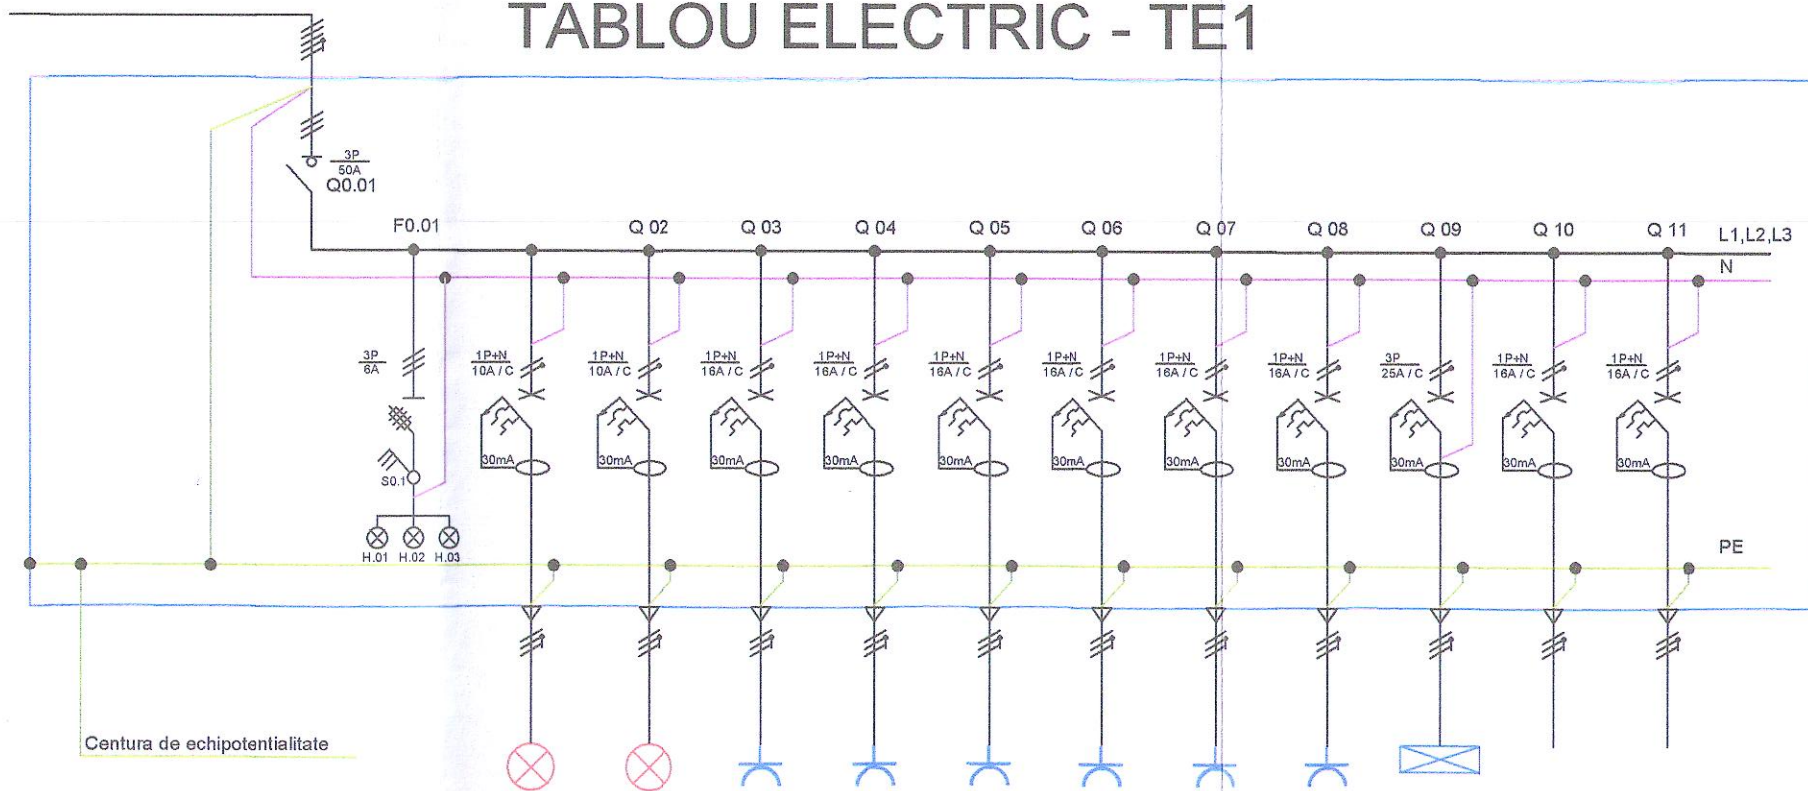 TABLOU ELECTRIC - TE1
3P
50A
Q0.01
F0.01
Q 02
Q 03
Q 04
Q 05
Q 06
Q 07
Q 08
Q 09
Q 10
Q 11
L1,L2,L3
N
3P
6A
1P+N
10A / C
1P+N
10A / C
1P+N
16A / C
1P+N
16A / C
1P+N
16A / C
1P+N
16A / C
1P+N
16A / C
1P+N
16A / C
3P
25A / C
1P+N
16A / C
1P+N
16A / C
30mA
30mA
30mA
30mA
30mA
30mA
30mA
30mA
30mA
30mA
30mA
S0.1
H.01
H.02
H.03
PE
Centura de echipotentialitate